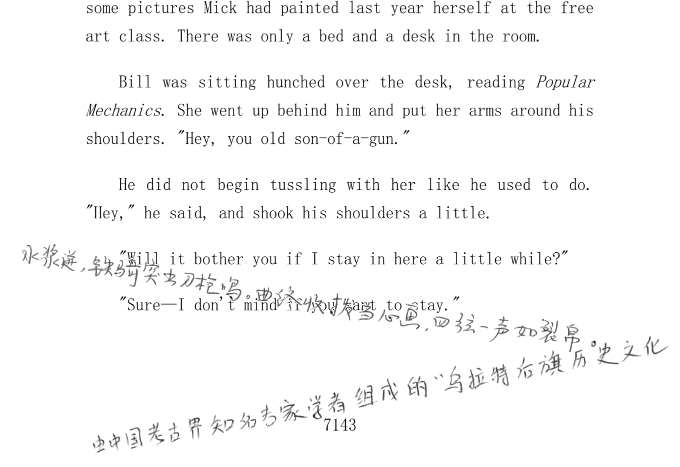 some pictures Mick had painted last year herself at the free
art class. There was only a bed and a desk in the room.
Bill was sitting hunched over the desk, reading Popular
Mechanics. She went up behind him and put her arms around his
shoulders. "Hey, you old son-of-a-gun."
He did not begin tussling with her like he used to do.
"Hey," he said, and shook his shoulders a little.
"Will it bother you if I stay in here a little while?"
水浆迸,铁骑突出刀枪鸣。曲终收拨当心画,四弦一声如裂帛。
"Sure—I don't mind if you want to stay."
由中国考古界知名专家学者组成的"乌拉特后旗历史文化
7143